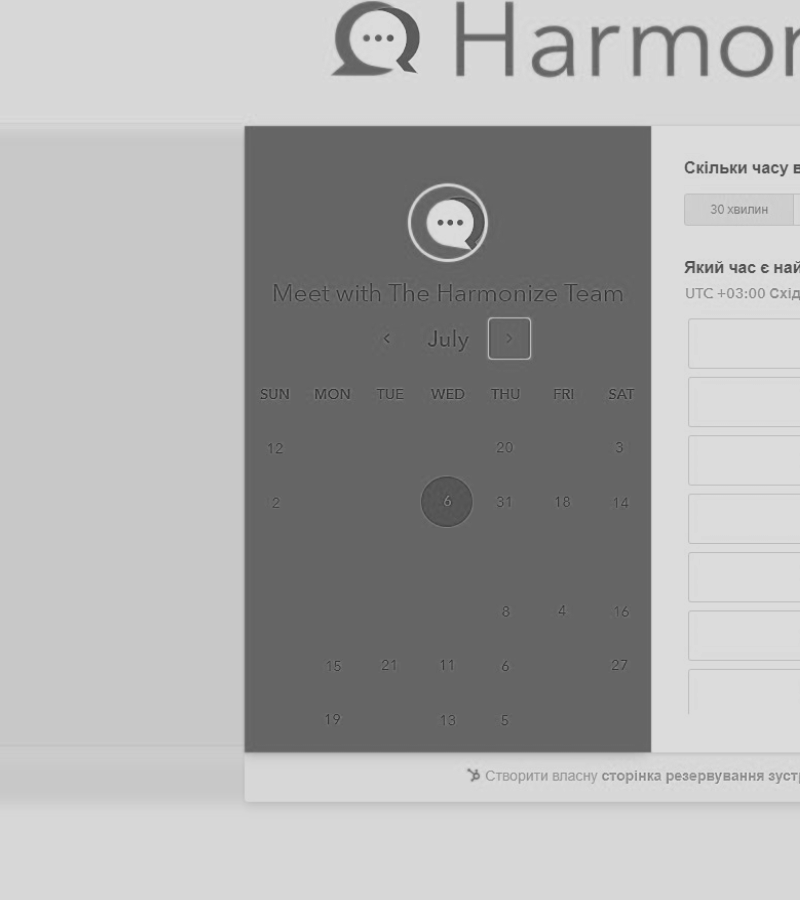 Harmon
Meet with The Harmonize Team
July
SUN MON TUE WED THU FRI SAT
12 20 3
2 6 31 18 14
8 4 16
15 21 11 6 27
19 13 5
Скільки часу в
30 хвилин
Який час є най
UTC +03:00 Схід
Створити власну сторінка резервування зуст